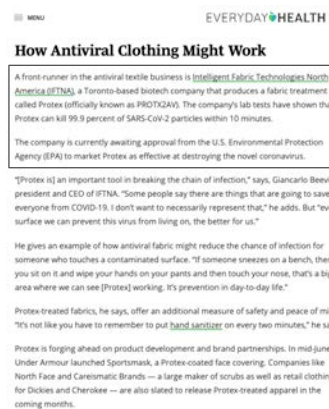 MENU
EVERYDAY HEALTH
How Antiviral Clothing Might Work
A front-runner in the antiviral textile business is Intelligent Fabric Technologies North
America (IFTNA), a Toronto-based biotech company that produces a fabric treatment
called Protex (officially known as PROTX2AV). The company's lab tests have shown tha
Protex can kill 99.9 percent of SARS-CoV-2 particles within 10 minutes.
The company is currently awaiting approval from the U.S. Environmental Protection
Agency (EPA) to market Protex as effective at destroying the novel coronavirus.
"[Protex is] an important tool in breaking the chain of infection," says, Giancarlo Beevi
president and CEO of IFTNA. "Some people say there are things that are going to save
everyone from COVID-19. I don't want to necessarily represent that," he adds. But "eve
surface we can prevent this virus from living on, the better for us."
He gives an example of how antiviral fabric might reduce the chance of infection for
someone who touches a contaminated surface. "If someone sneezes on a bench, then
you sit on it and wipe your hands on your pants and then touch your nose, that's a big
area where we can see [Protex] working. It's prevention in day-to-day life."
Protex-treated fabrics, he says, offer an additional measure of safety and peace of mi
"It's not like you have to remember to put hand sanitizer on every two minutes," he sa
Protex is forging ahead on product development and brand partnerships. In mid-June
Under Armour launched Sportsmask, a Protex-coated face covering. Companies like
North Face and Careismatic Brands — a large maker of scrubs as well as retail clothin
for Dickies and Cherokee — are also slated to release Protex-treated apparel in the
coming months.